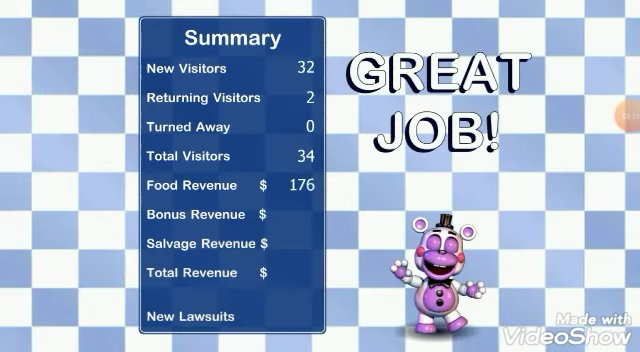 Summary
New Visitors 32
Returning Visitors 2
Turned Away 0
Total Visitors 34
Food Revenue $ 176
Bonus Revenue $
Salvage Revenue $
Total Revenue $
New Lawsuits
GREAT
JOB!
Made with
VideoShow